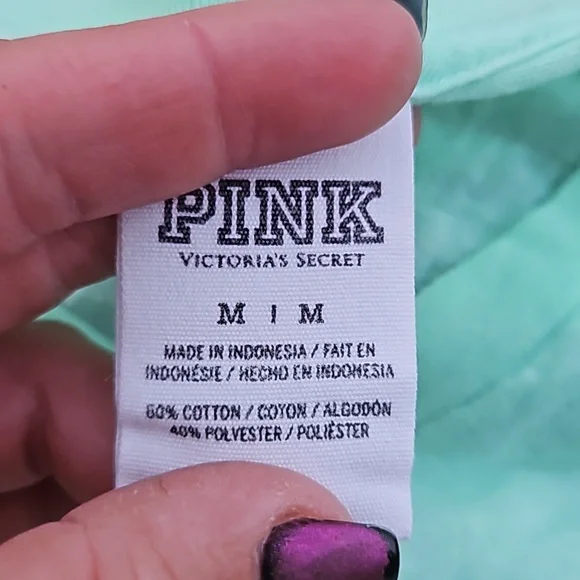 PINK
VICTORIA'S SECRET
M | M
MADE IN INDONESIA / FAIT EN
INDONÉSIE / HECHO EN INDONESIA
60% COTTON / COTON / ALGODÓN
40% POLYESTER / POLIÉSTER